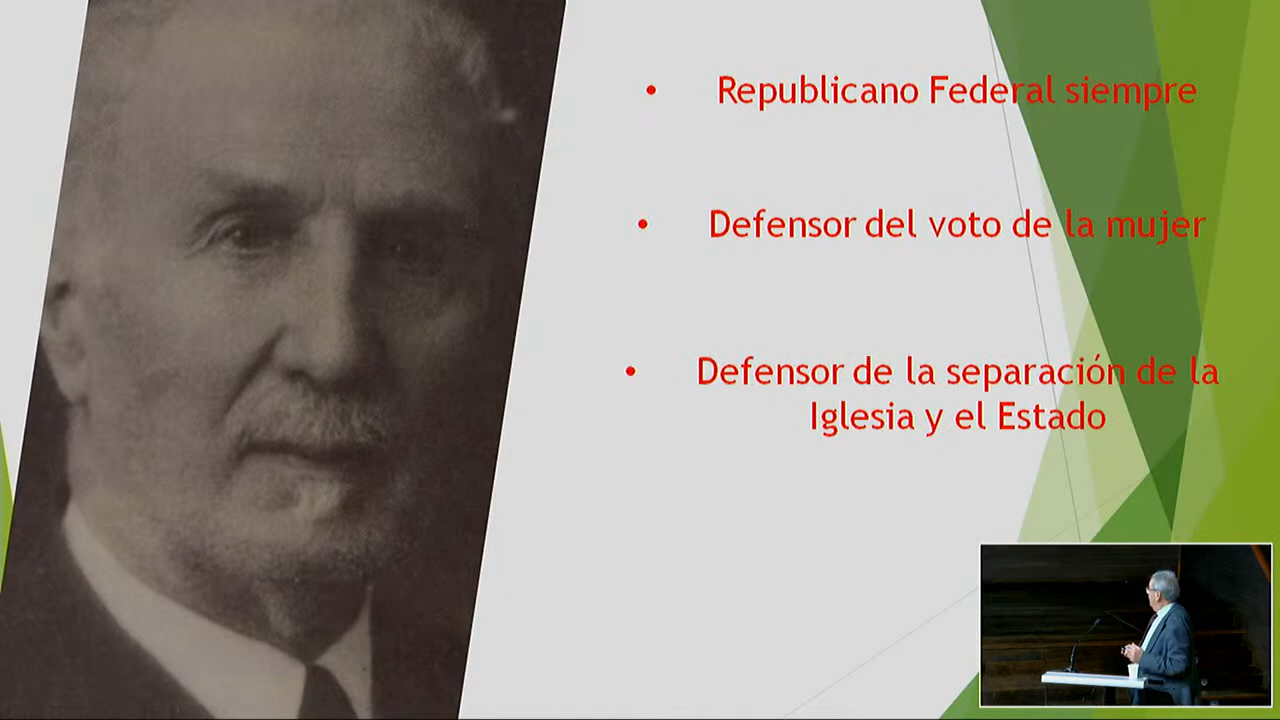 • Republicano Federal siempre
• Defensor del voto de la mujer
• Defensor de la separación de la
Iglesia y el Estado